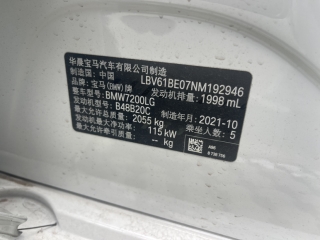 华晨宝马汽车有限公司制造
制造国：中国 LBV61BE07NM192946
品牌：宝马(BMW)牌 发动机排量：1998 mL
整车型号：BMW7200LG
发动机型号：B48B20C 制造年月：2021-10
最大允许总质量：2055 kg 乘坐人数：5
发动机最大净功率：115 kW
最大允许牵引质量：-- kg